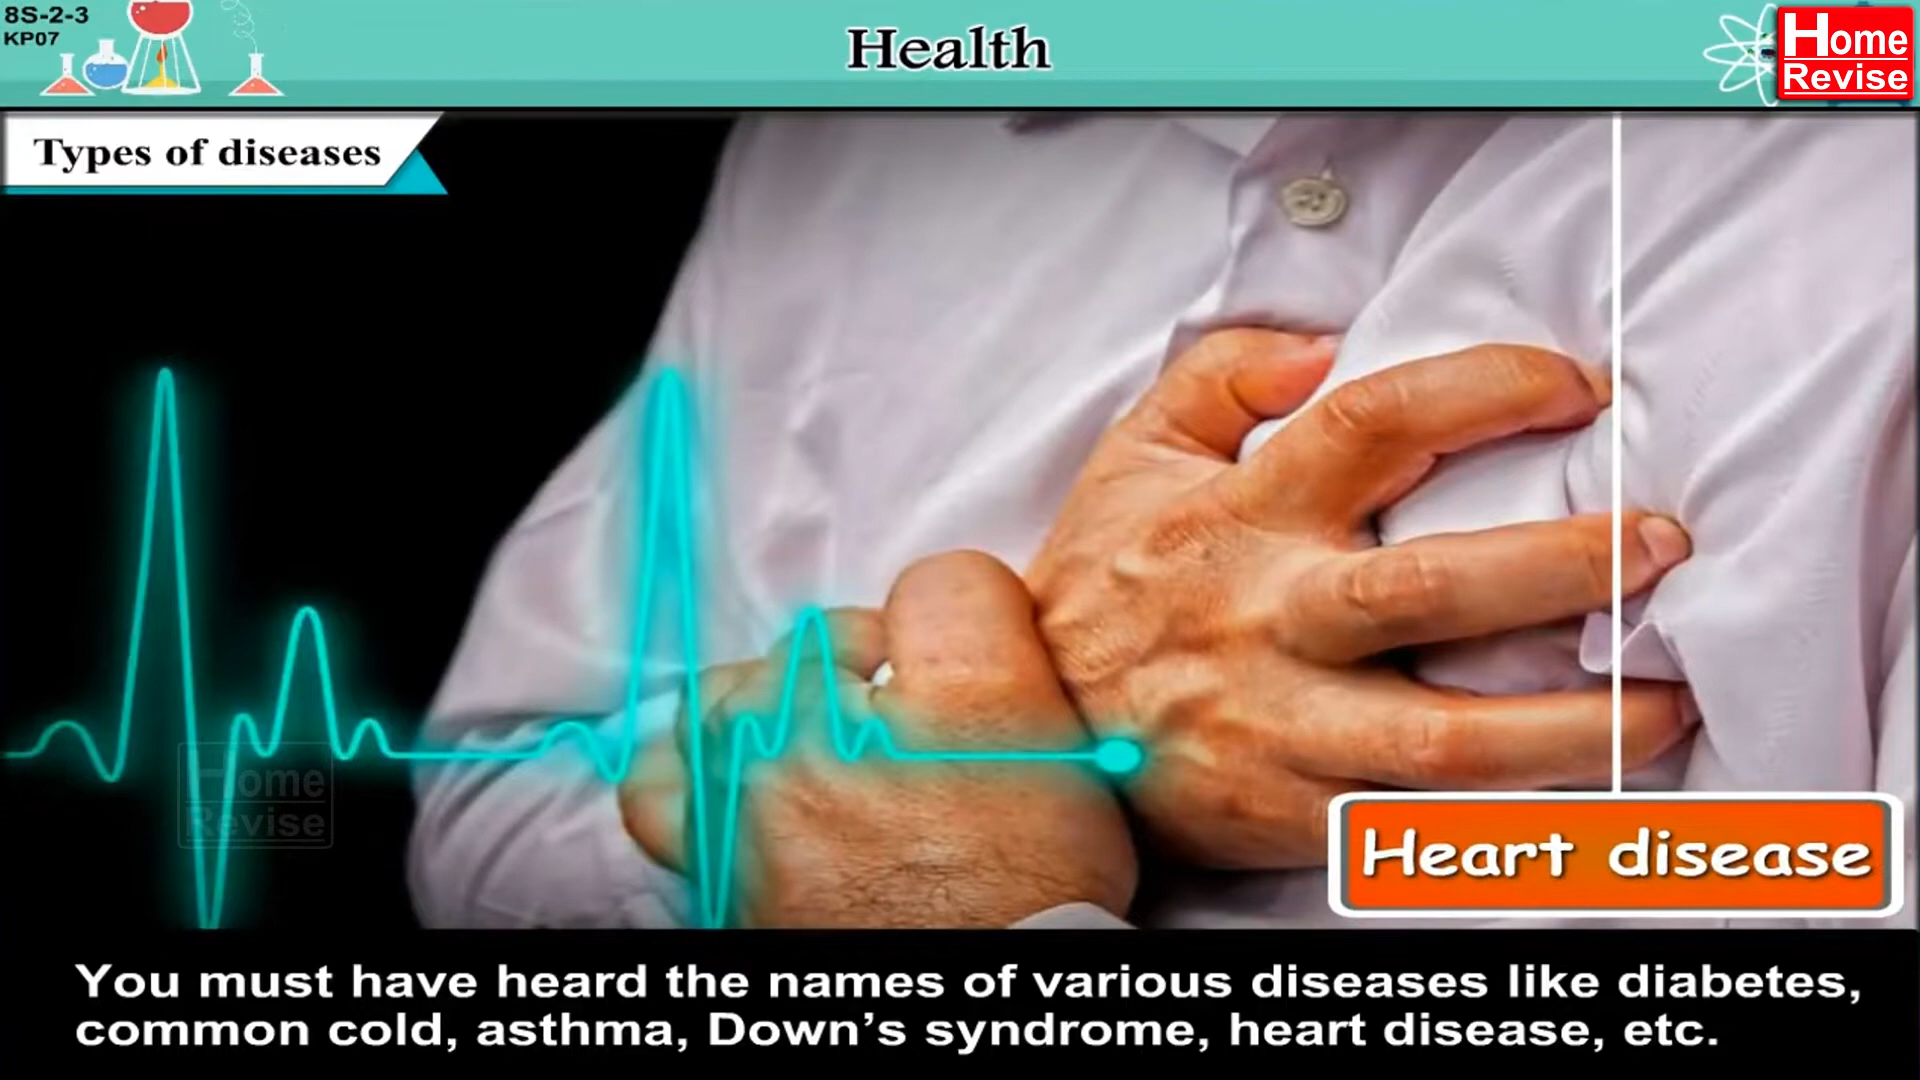 8S-2-3
KP07
Health
Home
Revise
Types of diseases
Home
Revise
Heart disease
You must have heard the names of various diseases like diabetes,
common cold, asthma, Down’s syndrome, heart disease, etc.